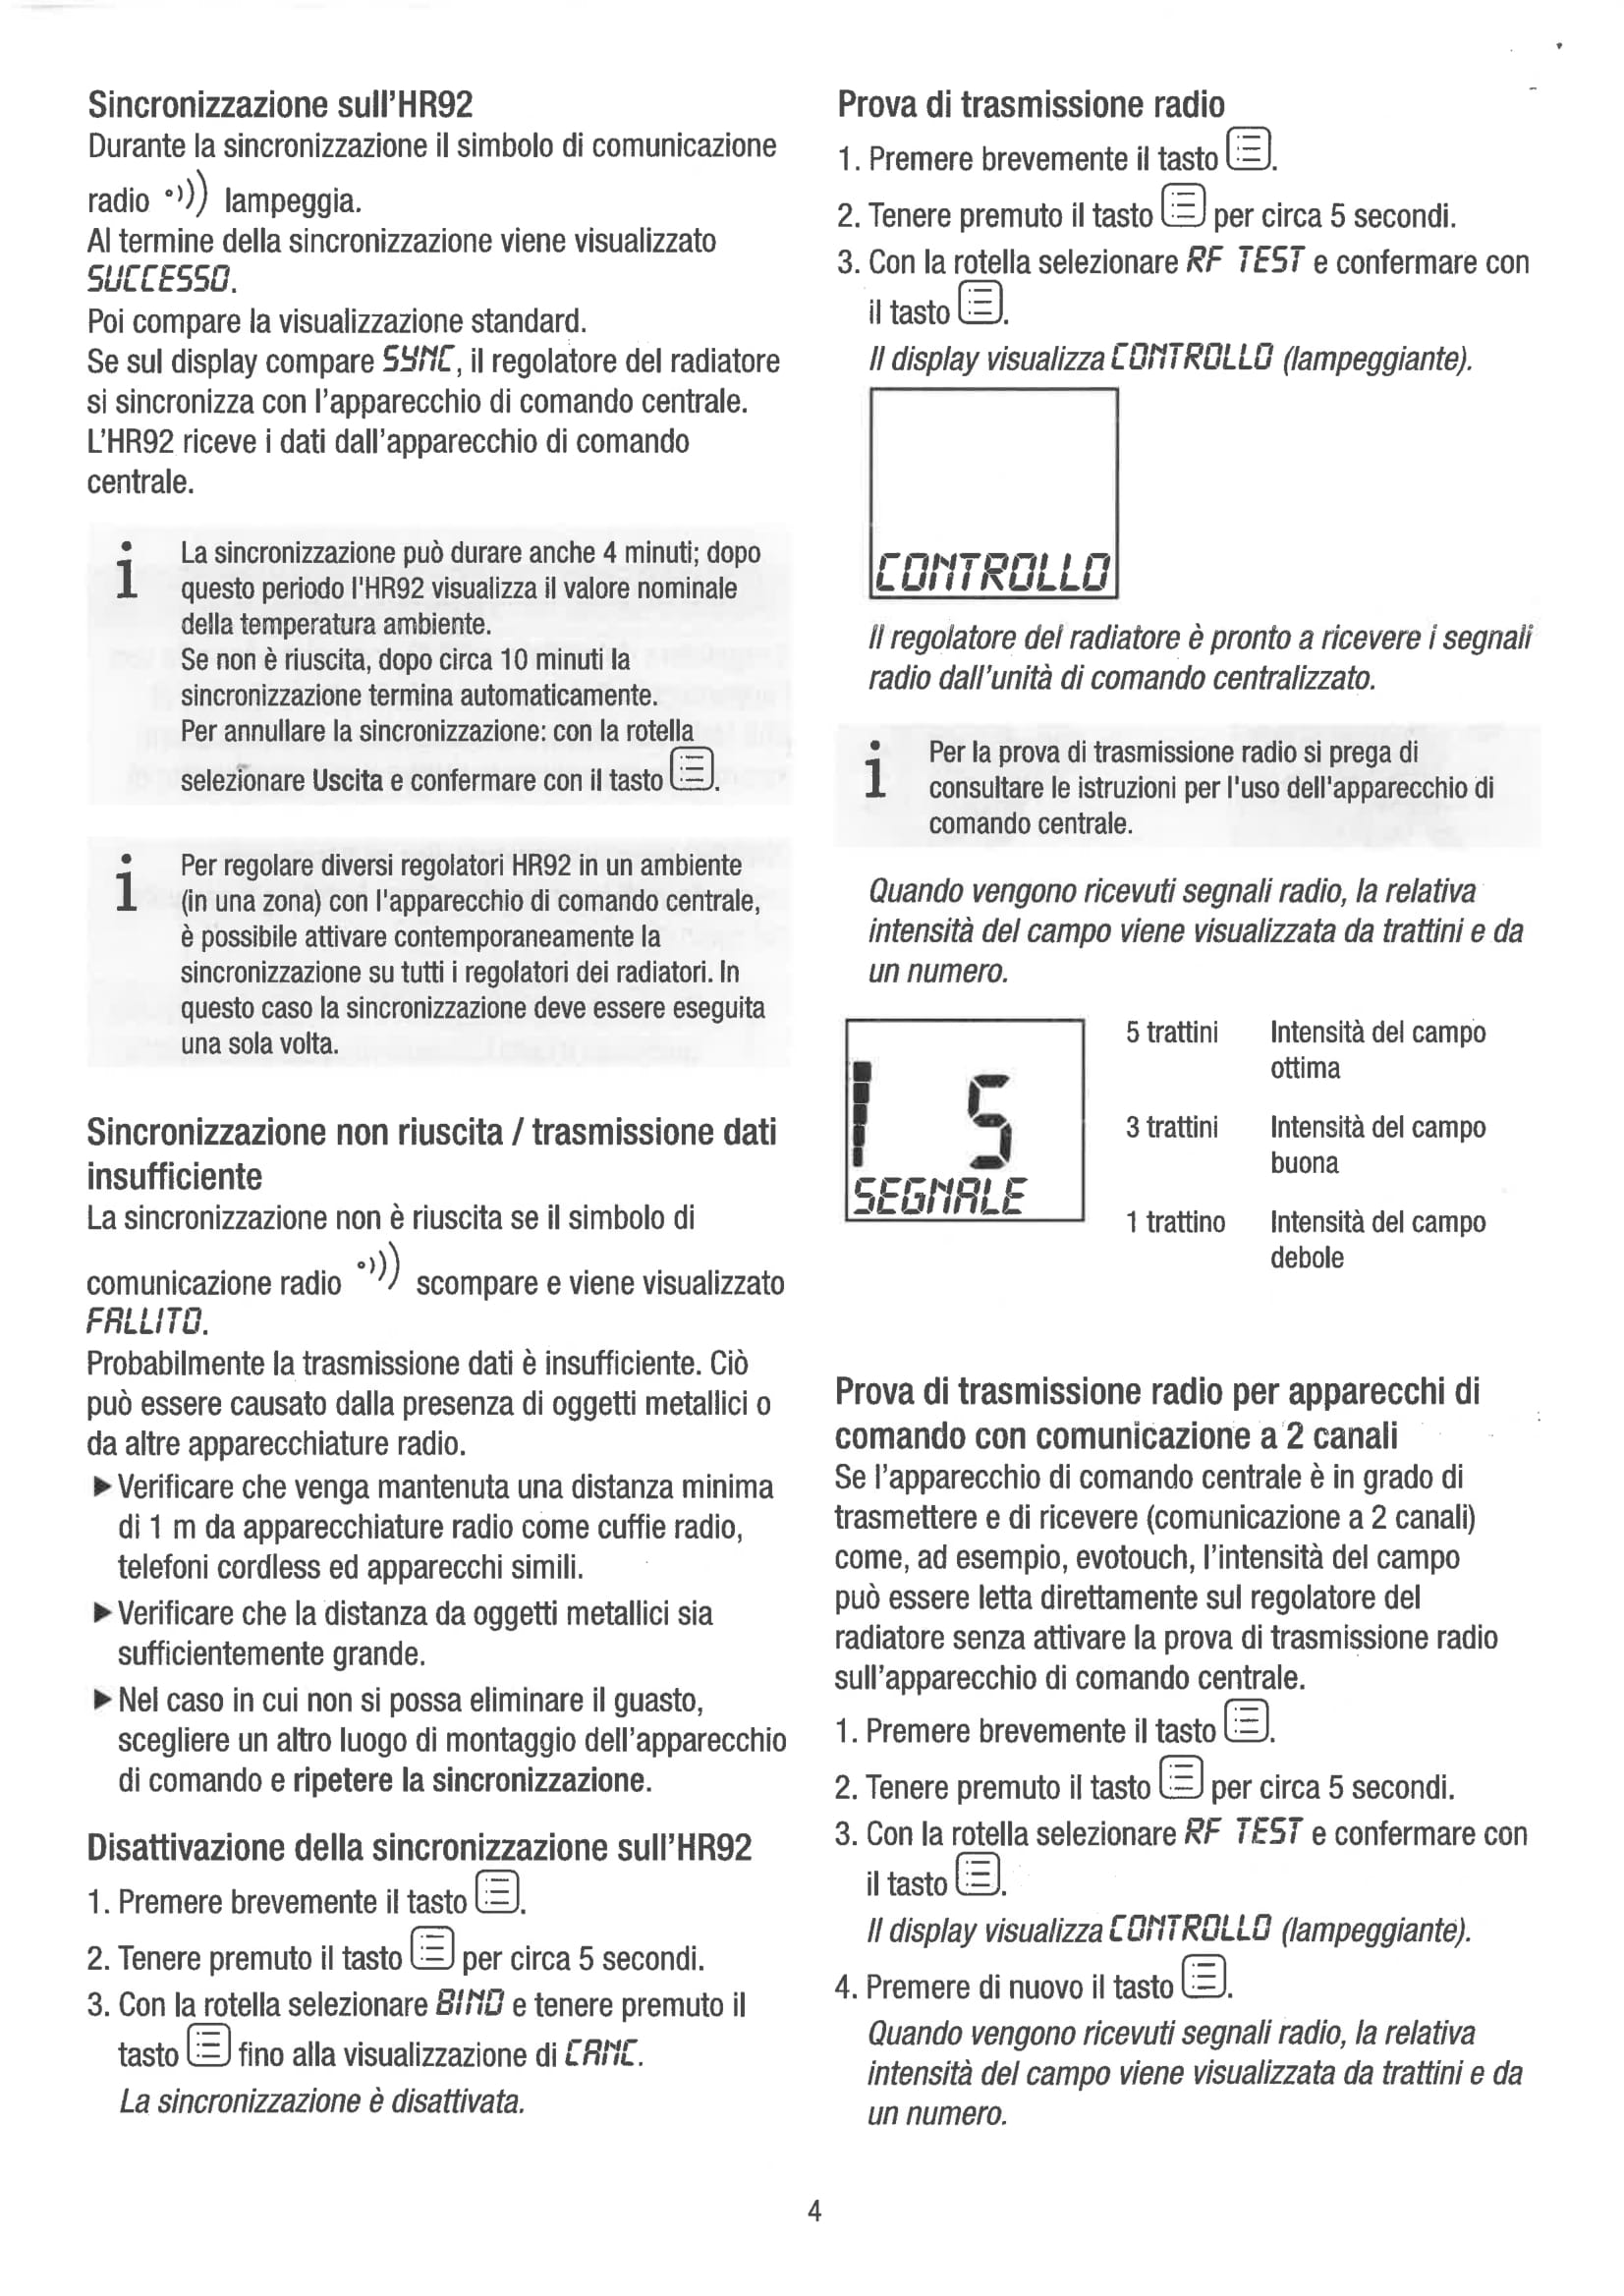 Sincronizzazione sull'HR92
Durante la sincronizzazione il simbolo di comunicazione
radio lampeggia.
Al termine della sincronizzazione viene visualizzato
SUCCESSO.
Poi compare la visualizzazione standard.
Se sul display compare SYNC, il regolatore del radiatore
si sincronizza con l'apparecchio di comando centrale.
L'HR92 riceve i dati dall'apparecchio di comando
centrale.
i La sincronizzazione può durare anche 4 minuti; dopo
questo periodo l'HR92 visualizza il valore nominale
della temperatura ambiente.
Se non è riuscita, dopo circa 10 minuti la
sincronizzazione termina automaticamente.
Per annullare la sincronizzazione: con la rotella
selezionare Uscita e confermare con il tasto .
i Per regolare diversi regolatori HR92 in un ambiente
(in una zona) con l'apparecchio di comando centrale,
è possibile attivare contemporaneamente la
sincronizzazione su tutti i regolatori dei radiatori. In
questo caso la sincronizzazione deve essere eseguita
una sola volta.
Sincronizzazione non riuscita / trasmissione dati
insufficiente
La sincronizzazione non è riuscita se il simbolo di
comunicazione radio scompare e viene visualizzato
FALLITO.
Probabilmente la trasmissione dati è insufficiente. Ciò
può essere causato dalla presenza di oggetti metallici o
da altre apparecchiature radio.
▶ Verificare che venga mantenuta una distanza minima
di 1 m da apparecchiature radio come cuffie radio,
telefoni cordless ed apparecchi simili.
▶ Verificare che la distanza da oggetti metallici sia
sufficientemente grande.
▶ Nel caso in cui non si possa eliminare il guasto,
scegliere un altro luogo di montaggio dell'apparecchio
di comando e ripetere la sincronizzazione.
Disattivazione della sincronizzazione sull'HR92
1. Premere brevemente il tasto .
2. Tenere premuto il tasto per circa 5 secondi.
3. Con la rotella selezionare BIND e tenere premuto il
tasto fino alla visualizzazione di CANC.
La sincronizzazione è disattivata.
Prova di trasmissione radio
1. Premere brevemente il tasto .
2. Tenere premuto il tasto per circa 5 secondi.
3. Con la rotella selezionare RF TEST e confermare con
il tasto .
Il display visualizza CONTROLLO (lampeggiante).
CONTROLLO
Il regolatore del radiatore è pronto a ricevere i segnali
radio dall'unità di comando centralizzato.
i Per la prova di trasmissione radio si prega di
consultare le istruzioni per l'uso dell'apparecchio di
comando centrale.
Quando vengono ricevuti segnali radio, la relativa
intensità del campo viene visualizzata da trattini e da
un numero.
5
SEGNALE
5 trattini Intensità del campo
ottima
3 trattini Intensità del campo
buona
1 trattino Intensità del campo
debole
Prova di trasmissione radio per apparecchi di
comando con comunicazione a 2 canali
Se l'apparecchio di comando centrale è in grado di
trasmettere e di ricevere (comunicazione a 2 canali)
come, ad esempio, evotouch, l'intensità del campo
può essere letta direttamente sul regolatore del
radiatore senza attivare la prova di trasmissione radio
sull'apparecchio di comando centrale.
1. Premere brevemente il tasto .
2. Tenere premuto il tasto per circa 5 secondi.
3. Con la rotella selezionare RF TEST e confermare con
il tasto .
Il display visualizza CONTROLLO (lampeggiante).
4. Premere di nuovo il tasto .
Quando vengono ricevuti segnali radio, la relativa
intensità del campo viene visualizzata da trattini e da
un numero.
4